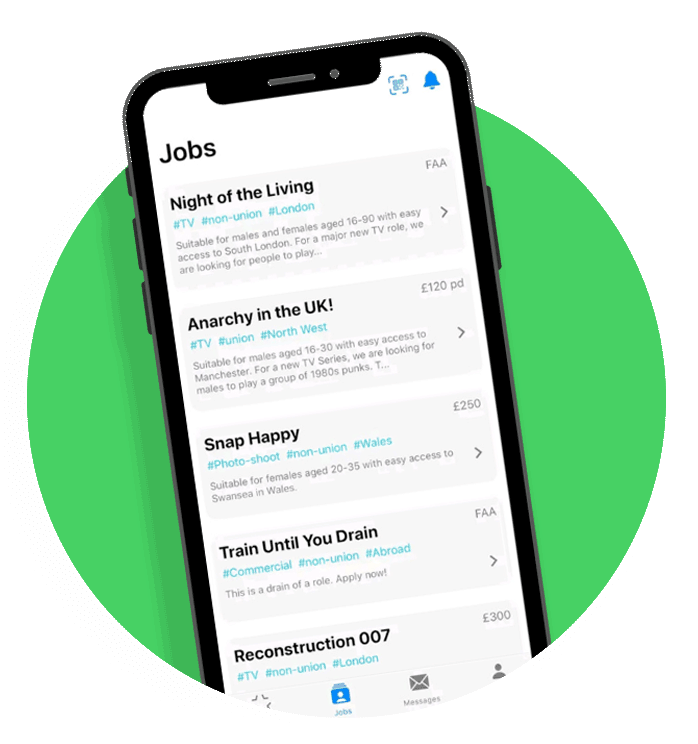 Jobs
FAA
Night of the Living
#TV #non-union #London
Suitable for males and females aged 16-90 with easy
access to South London. For a major new TV role, we
are looking for people to play...
£120 pd
Anarchy in the UK!
#TV #union #North West
Suitable for males aged 16-30 with easy access to
Manchester. For a new TV Series, we are looking for
males to play a group of 1980s punks. T...
£250
Snap Happy
#Photo-shoot #non-union #Wales
Suitable for females aged 20-35 with easy access to
Swansea in Wales.
FAA
Train Until You Drain
#Commercial #non-union #Abroad
This is a drain of a role. Apply now!
£300
Reconstruction 007
#TV #non-union #London
Jobs
Messages